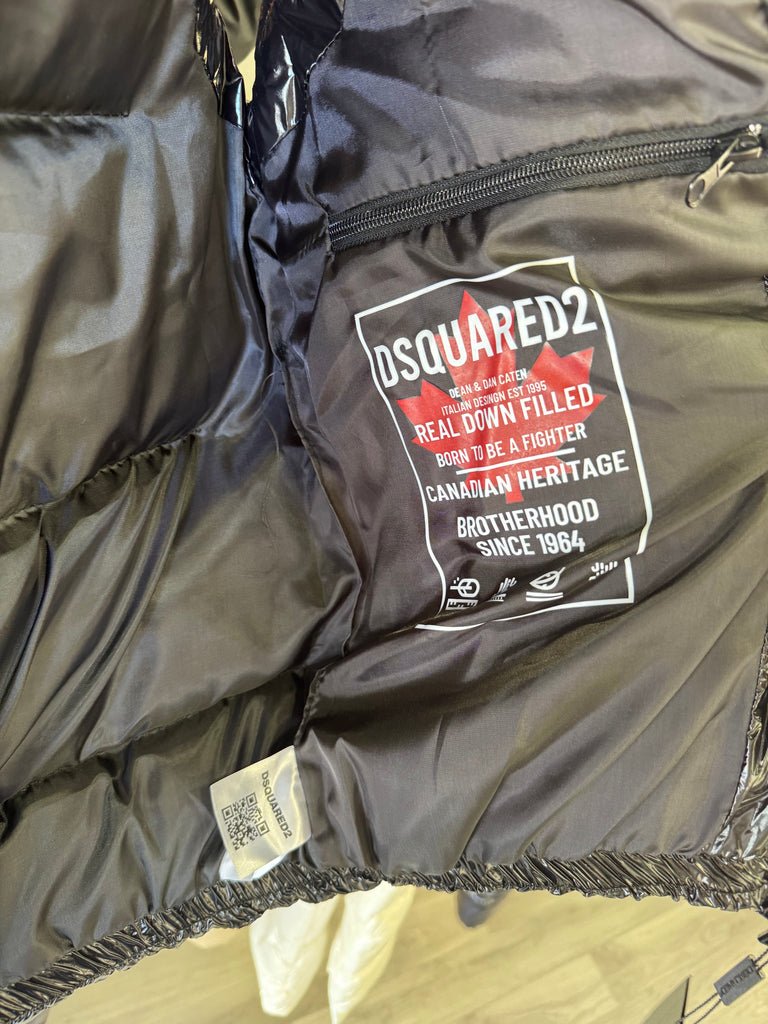 DSQUARED2
DEAN & DAN CATEN
ITALIAN DESINGN EST 1995
REAL DOWN FILLED
BORN TO BE A FIGHTER
CANADIAN HERITAGE
BROTHERHOOD
SINCE 1964
DSQUARED2